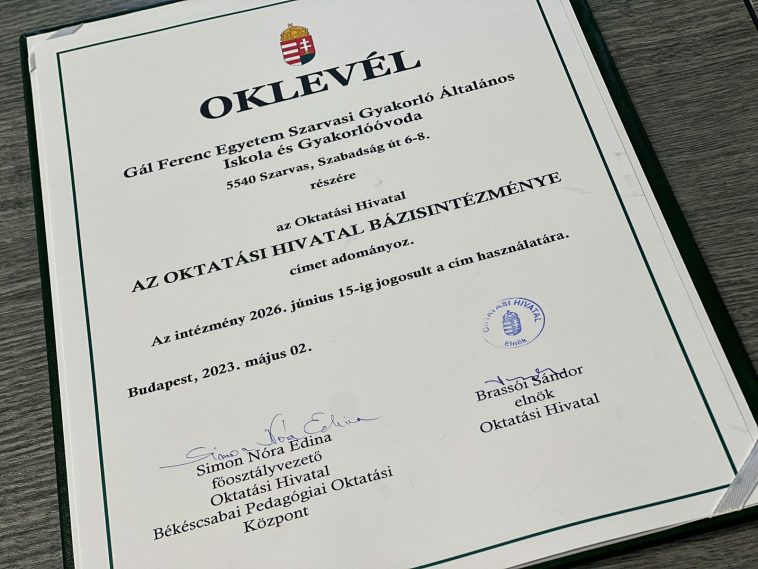 OKLEVÉL
Gál Ferenc Egyetem Szarvasi Gyakorló Általános
Iskola és Gyakorlóóvoda
5540 Szarvas, Szabadság út 6-8.
részére
az Oktatási Hivatal
AZ OKTATÁSI HIVATAL BÁZISINTÉZMÉNYE
címet adományoz.
Az intézmény 2026. június 15-ig jogosult a cím használatára.
OKTATÁSI HIVATAL
Elnök
Budapest, 2023. május 02.
Simon Nóra Edina
Simon Nóra Edina
főosztályvezető
Oktatási Hivatal
Békéscsabai Pedagógiai Oktatási
Központ
Brassói Sándor
elnök
Oktatási Hivatal